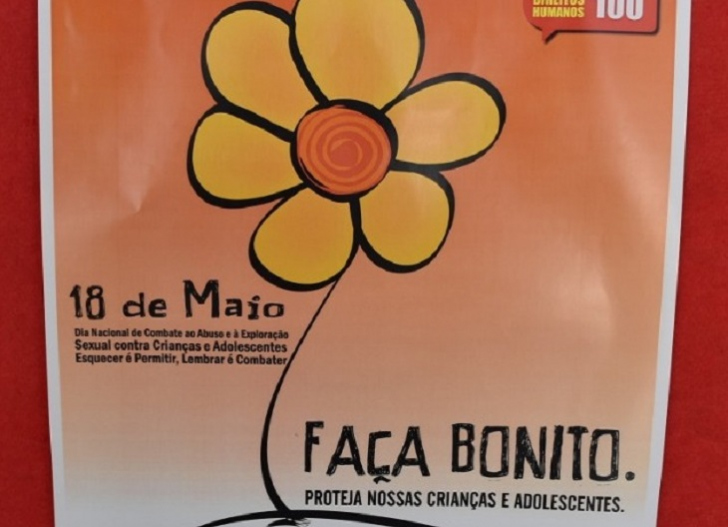 DIREITOS
HUMANOS
100
18 de Maio
Dia Nacional de Combate ao Abuso e à Exploração
Sexual contra Crianças e Adolescentes
Esquecer é Permitir, Lembrar é Combater
FAÇA BONITO.
PROTEJA NOSSAS CRIANÇAS E ADOLESCENTES.